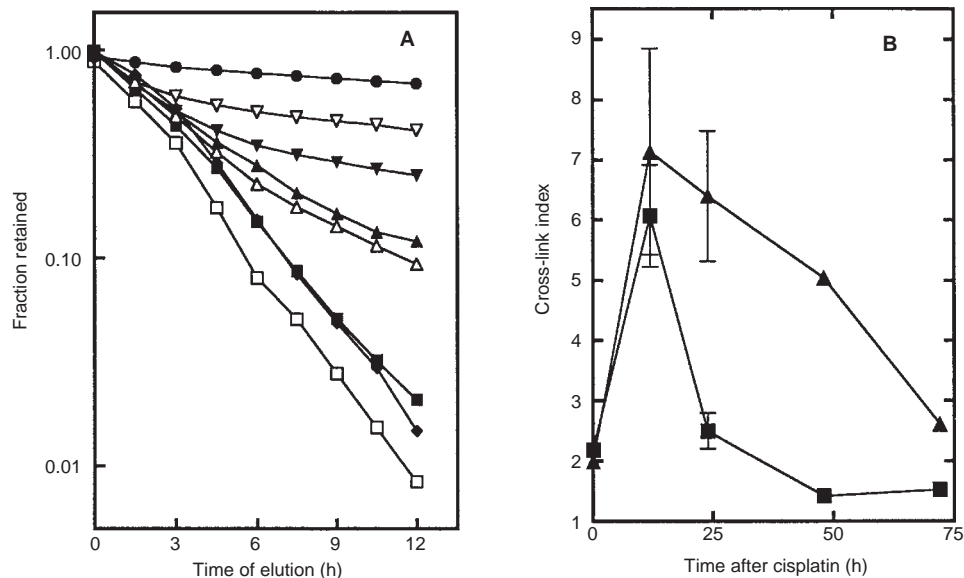 A
1.00
0.10
0.01
Fraction retained
0 3 6 9 12
Time of elution (h)
B
9
8
7
6
5
4
3
2
1
Cross-link index
0 25 50 75
Time after cisplatin (h)